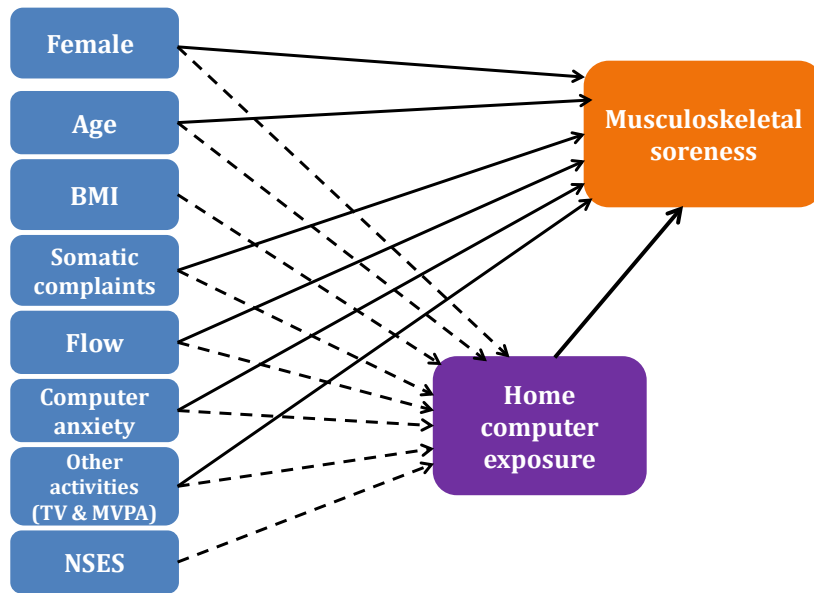 Female
Age
BMI
Somatic
complaints
Flow
Computer
anxiety
Other
activities
(TV & MVPA)
NSES
Musculoskeletal
soreness
Home
computer
exposure